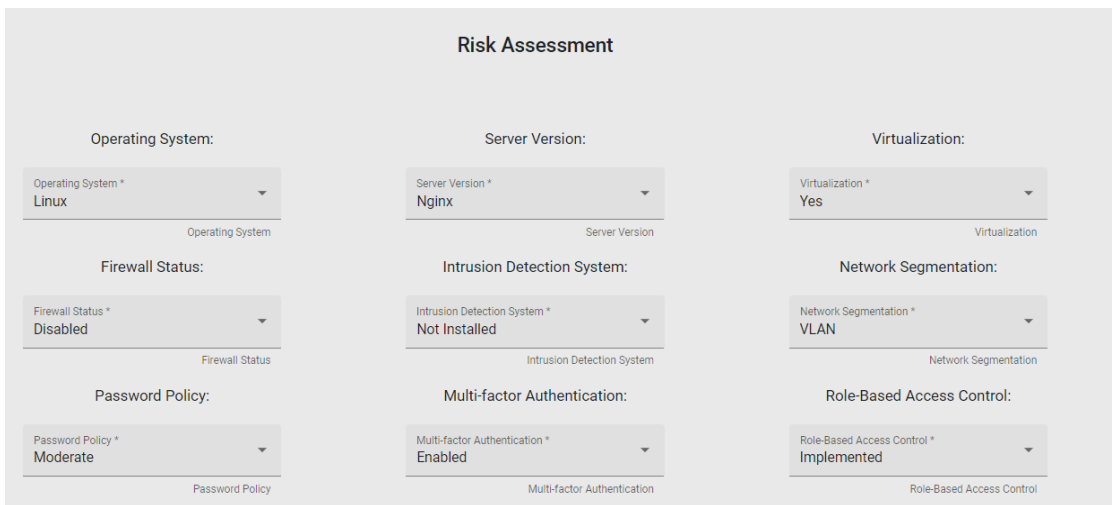 Risk Assessment
Operating System: Server Version: Virtualization:
Operating System * Server Version * Virtualization *
Linux Nginx Yes
Operating System Server Version Virtualization
Firewall Status: Intrusion Detection System: Network Segmentation:
Firewall Status * Intrusion Detection System * Network Segmentation *
Disabled Not Installed VLAN
Firewall Status Intrusion Detection System Network Segmentation
Password Policy: Multi-factor Authentication: Role-Based Access Control:
Password Policy * Multi-factor Authentication * Role-Based Access Control *
Moderate Enabled Implemented
Password Policy Multi-factor Authentication Role-Based Access Control